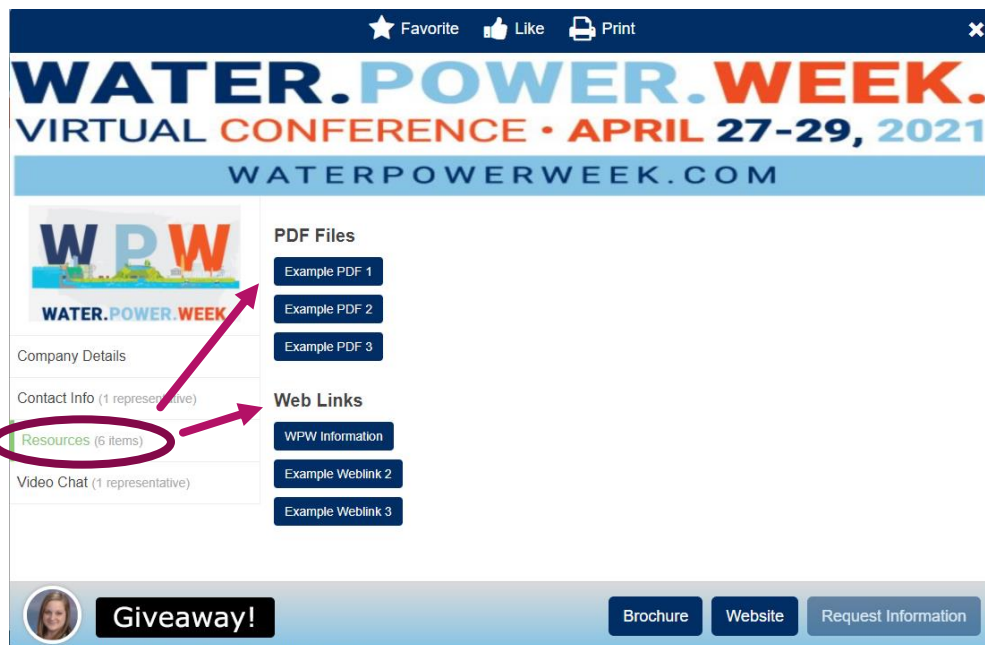 Favorite Like Print
WATER.POWER.WEEK.
VIRTUAL CONFERENCE • APRIL 27-29, 2021
WATERPOWERWEEK.COM
WPW
WATER.POWER.WEEK
Company Details
Contact Info (1 representative)
Resources (6 items)
Video Chat (1 representative)
PDF Files
Example PDF 1
Example PDF 2
Example PDF 3
Web Links
WPW Information
Example Weblink 2
Example Weblink 3
Giveaway!
Brochure Website Request Information